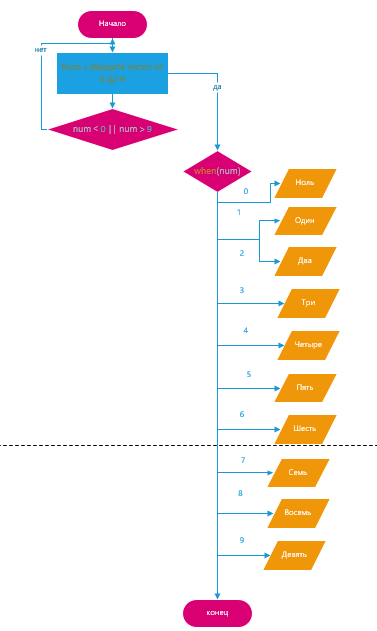 Начало
нет
num < 0 || num > 9
да
when(num)
0
Ноль
1
Один
2
Два
3
Три
4
Четыре
5
Пять
6
Шесть
7
Семь
8
Восемь
9
Девять
конец